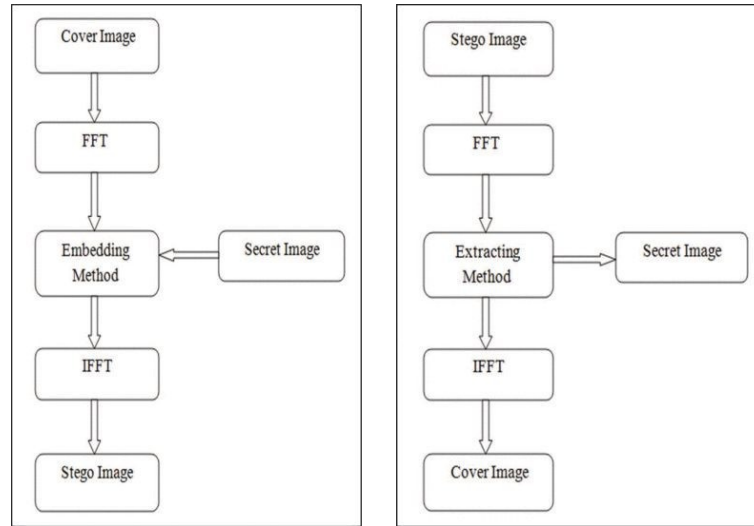 Cover Image
FFT
Embedding
Method
Secret Image
IFFT
Stego Image
Stego Image
FFT
Extracting
Method
Secret Image
IFFT
Cover Image